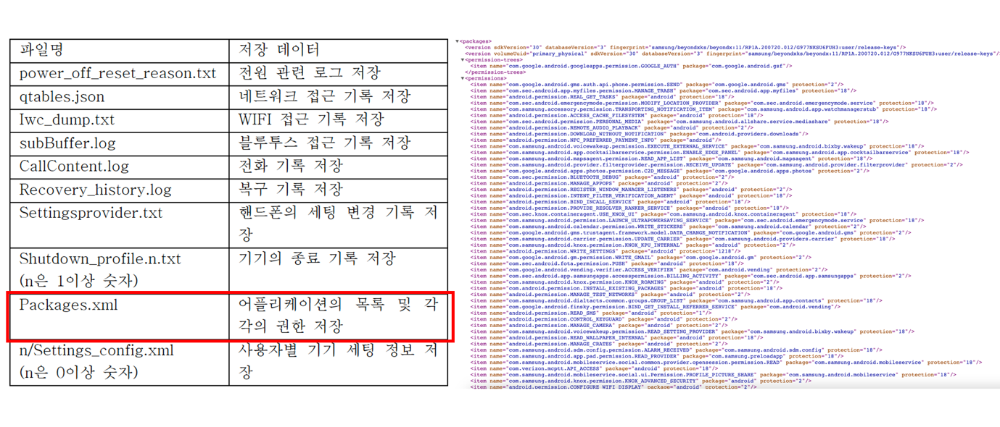 파일명
저장 데이터
power_off_reset_reason.txt
전원 관련 로그 저장
qtables.json
네트워크 접근 기록 저장
Iwc_dump.txt
WIFI 접근 기록 저장
subBuffer.log
블루투스 접근 기록 저장
CallContent.log
전화 기록 저장
Recovery_history.log
복구 기록 저장
Settingsprovider.txt
핸드폰의 세팅 변경 기록 저
장
Shutdown_profile.n.txt
(n은 1이상 숫자)
기기의 종료 기록 저장
Packages.xml
어플리케이션의 목록 및 각
각의 권한 저장
n/Settings_config.xml
(n은 0이상 숫자)
사용자별 기기 세팅 정보 저
장
▼<packages>
<version sdkVersion="30" databaseVersion="3" fingerprint="samsung/beyondxks/beyondx:11/RP1A.200720.012/G977NKSU6FUH3:user/release-keys"/>
<version volumeUuid="primary_physical" sdkVersion="30" databaseVersion="3" fingerprint="samsung/beyondxks/beyondx:11/RP1A.200720.012/G977NKSU6FUH3:user/release-keys"/>
▼<permission-trees>
<item name="com.google.android.googleapps.permission.GOOGLE_AUTH" package="com.google.android.gsf"/>
</permission-trees>
▼<permissions>
<item name="com.google.android.gms.auth.api.phone.permission.SEND" package="com.google.android.gms" protection="2"/>
<item name="com.sec.android.app.myfiles.permission.MANAGE_TRASH" package="com.sec.android.app.myfiles" protection="18"/>
<item name="android.permission.REAL_GET_TASKS" package="android" protection="18"/>
<item name="com.sec.android.emergencymode.permission.MODIFY_LOCATION_PROVIDER" package="com.sec.android.emergencymode.service" protection="18"/>
<item name="com.samsung.accessory.permission.TRANSPORTING_NOTIFICATION_ITEM" package="com.samsung.android.app.watchmanagerstub" protection="18"/>
<item name="android.permission.ACCESS_CACHE_FILESYSTEM" package="android" protection="18"/>
<item name="com.sec.android.permission.PERSONAL_MEDIA" package="com.samsung.android.allshare.service.mediashare" protection="18"/>
<item name="android.permission.REMOTE_AUDIO_PLAYBACK" package="android" protection="2"/>
<item name="android.permission.DOWNLOAD_WITHOUT_NOTIFICATION" package="com.android.providers.downloads"/>
<item name="android.permission.NFC_PREFERRED_PAYMENT_INFO" package="android"/>
<item name="com.samsung.android.voicewakeup.permission.EXECUTE_EXTERNAL_SERVICE" package="com.samsung.android.bixby.wakeup" protection="18"/>
<item name="com.samsung.android.app.cocktailbarservice.permission.ENABLE_EDGE_PANEL" package="com.samsung.android.app.cocktailbarservice" protection="18"/>
<item name="com.samsung.android.mapsagent.permission.READ_APP_LIST" package="com.samsung.android.mapsagent" protection="18"/>
<item name="com.samsung.android.provider.filterprovider.permission.RECEIVE_UPDATE" package="com.samsung.android.provider.filterprovider" protection="2"/>
<item name="com.google.android.apps.photos.permission.C2D_MESSAGE" package="com.google.android.apps.photos" protection="2"/>
<item name="com.sec.permission.BLUETOOTH_DEBUG" package="android" protection="2"/>
<item name="android.permission.MANAGE_APPOPS" package="android" protection="2"/>
<item name="android.permission.REGISTER_WINDOW_MANAGER_LISTENERS" package="android" protection="2"/>
<item name="android.permission.INTENT_FILTER_VERIFICATION_AGENT" package="android" protection="18"/>
<item name="android.permission.BIND_INCALL_SERVICE" package="android" protection="18"/>
<item name="android.permission.PROVIDE_RESOLVER_RANKER_SERVICE" package="android" protection="18"/>
<item name="com.sec.knox.containeragent.USE_KNOX_UI" package="com.samsung.android.knox.containeragent" protection="18"/>
<item name="com.samsung.android.permission.LAUNCH_ULTRAPOWERSAVING_SERVICE" package="com.sec.android.emergencymode.service" protection="18"/>
<item name="com.samsung.android.calendar.permission.WRITE_STICKERS" package="com.samsung.android.calendar" protection="2"/>
<item name="com.google.android.gms.trustagent.framework.model.DATA_CHANGE_NOTIFICATION" package="com.google.android.gms" protection="2"/>
<item name="com.samsung.android.carrier.permission.UPDATE_CARRIER" package="com.samsung.android.providers.carrier" protection="18"/>
<item name="com.samsung.android.knox.permission.KNOX_KPU_INTERNAL" package="android" protection="2"/>
<item name="android.permission.WRITE_SETTINGS" package="android" protection="1218"/>
<item name="com.google.android.gm.permission.WRITE_GMAIL" package="com.google.android.gm" protection="2"/>
<item name="com.sec.android.fota.permission.PUSH" package="android" protection="18"/>
<item name="com.google.android.vending.verifier.ACCESS_VERIFIER" package="com.android.vending" protection="2"/>
<item name="com.sec.android.app.samsungapps.accesspermission.BILLING_ACTIVITY" package="com.sec.android.app.samsungapps" protection="2"/>
<item name="com.samsung.android.knox.permission.KNOX_ROAMING" package="android" protection="2"/>
<item name="com.android.permission.INSTALL_EXISTING_PACKAGES" package="android" protection="18"/>
<item name="android.permission.MANAGE_TEST_NETWORKS" package="android" protection="2"/>
<item name="com.samsung.android.dialtacts.common.groups.GROUP_LIST" package="com.samsung.android.app.contacts" protection="18"/>
<item name="com.google.android.finsky.permission.BIND_GET_INSTALL_REFERRER_SERVICE" package="com.android.vending"/>
<item name="android.permission.READ_SMS" package="android" protection="1"/>
<item name="android.permission.CONTROL_KEYGUARD" package="android" protection="2"/>
<item name="android.permission.MANAGE_CAMERA" package="android" protection="2"/>
<item name="com.samsung.android.voicewakeup.permission.READ_SETTING_PROVIDER" package="com.samsung.android.bixby.wakeup" protection="18"/>
<item name="android.permission.READ_WALLPAPER_INTERNAL" package="android" protection="18"/>
<item name="android.permission.MANAGE_CRATES" package="android" protection="2"/>
<item name="com.samsung.android.sdm.config.permission.ALARM_RECEIVED" package="com.samsung.android.sdm.config" protection="18"/>
<item name="com.samsung.android.app.pad.permission.READ_PROVIDER" package="com.samsung.preloadapp" protection="18"/>
<item name="com.samsung.android.mobileservice.common.provider.opensession.permission.READ" package="com.samsung.android.mobileservice" protection="18"/>
<item name="com.verizon.mcptt.API_ACCESS" package="android" protection="18"/>
<item name="com.samsung.android.mobileservice.social.ui.Permission.PROFILE_PICTURE_SHARE" package="com.samsung.android.mobileservice" protection="18"/>
<item name="com.samsung.android.knox.permission.KNOX_ADVANCED_SECURITY" package="android" protection="2"/>
<item name="android.permission.CONFIGURE_WIFI_DISPLAY" package="android" protection="2"/>